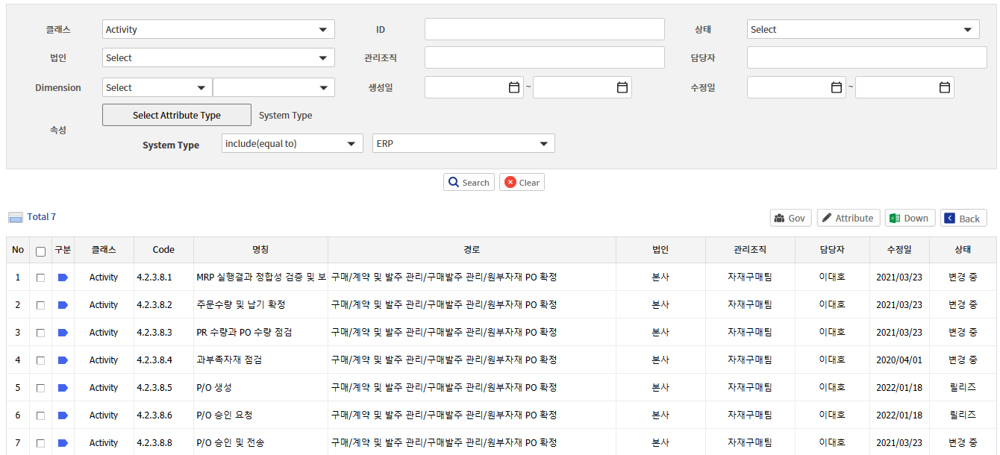 클래스 Activity ID 상태 Select
법인 Select 관리조직 담당자
Dimension Select 생성일 ~ 수정일 ~
Select Attribute Type System Type
속성
System Type include(equal to) ERP
Search Clear
Total 7 Gov Attribute Down Back
No 구분 클래스 Code 명칭 경로 법인 관리조직 담당자 수정일 상태
1 Activity 4.2.3.8.1 MRP 실행결과 정합성 검증 및 보 구매/계약 및 발주 관리/구매발주 관리/원부자재 PO 확정 본사 자재구매팀 이대호 2021/03/23 변경 중
2 Activity 4.2.3.8.2 주문수량 및 납기 확정 구매/계약 및 발주 관리/구매발주 관리/원부자재 PO 확정 본사 자재구매팀 이대호 2021/03/23 변경 중
3 Activity 4.2.3.8.3 PR 수량과 PO 수량 점검 구매/계약 및 발주 관리/구매발주 관리/원부자재 PO 확정 본사 자재구매팀 이대호 2021/03/23 변경 중
4 Activity 4.2.3.8.4 과부족자재 점검 구매/계약 및 발주 관리/구매발주 관리/원부자재 PO 확정 본사 자재구매팀 이대호 2020/04/01 변경 중
5 Activity 4.2.3.8.5 P/O 생성 구매/계약 및 발주 관리/구매발주 관리/원부자재 PO 확정 본사 자재구매팀 이대호 2022/01/18 릴리즈
6 Activity 4.2.3.8.6 P/O 승인 요청 구매/계약 및 발주 관리/구매발주 관리/원부자재 PO 확정 본사 자재구매팀 이대호 2022/01/18 릴리즈
7 Activity 4.2.3.8.8 P/O 승인 및 전송 구매/계약 및 발주 관리/구매발주 관리/원부자재 PO 확정 본사 자재구매팀 이대호 2021/03/23 변경 중